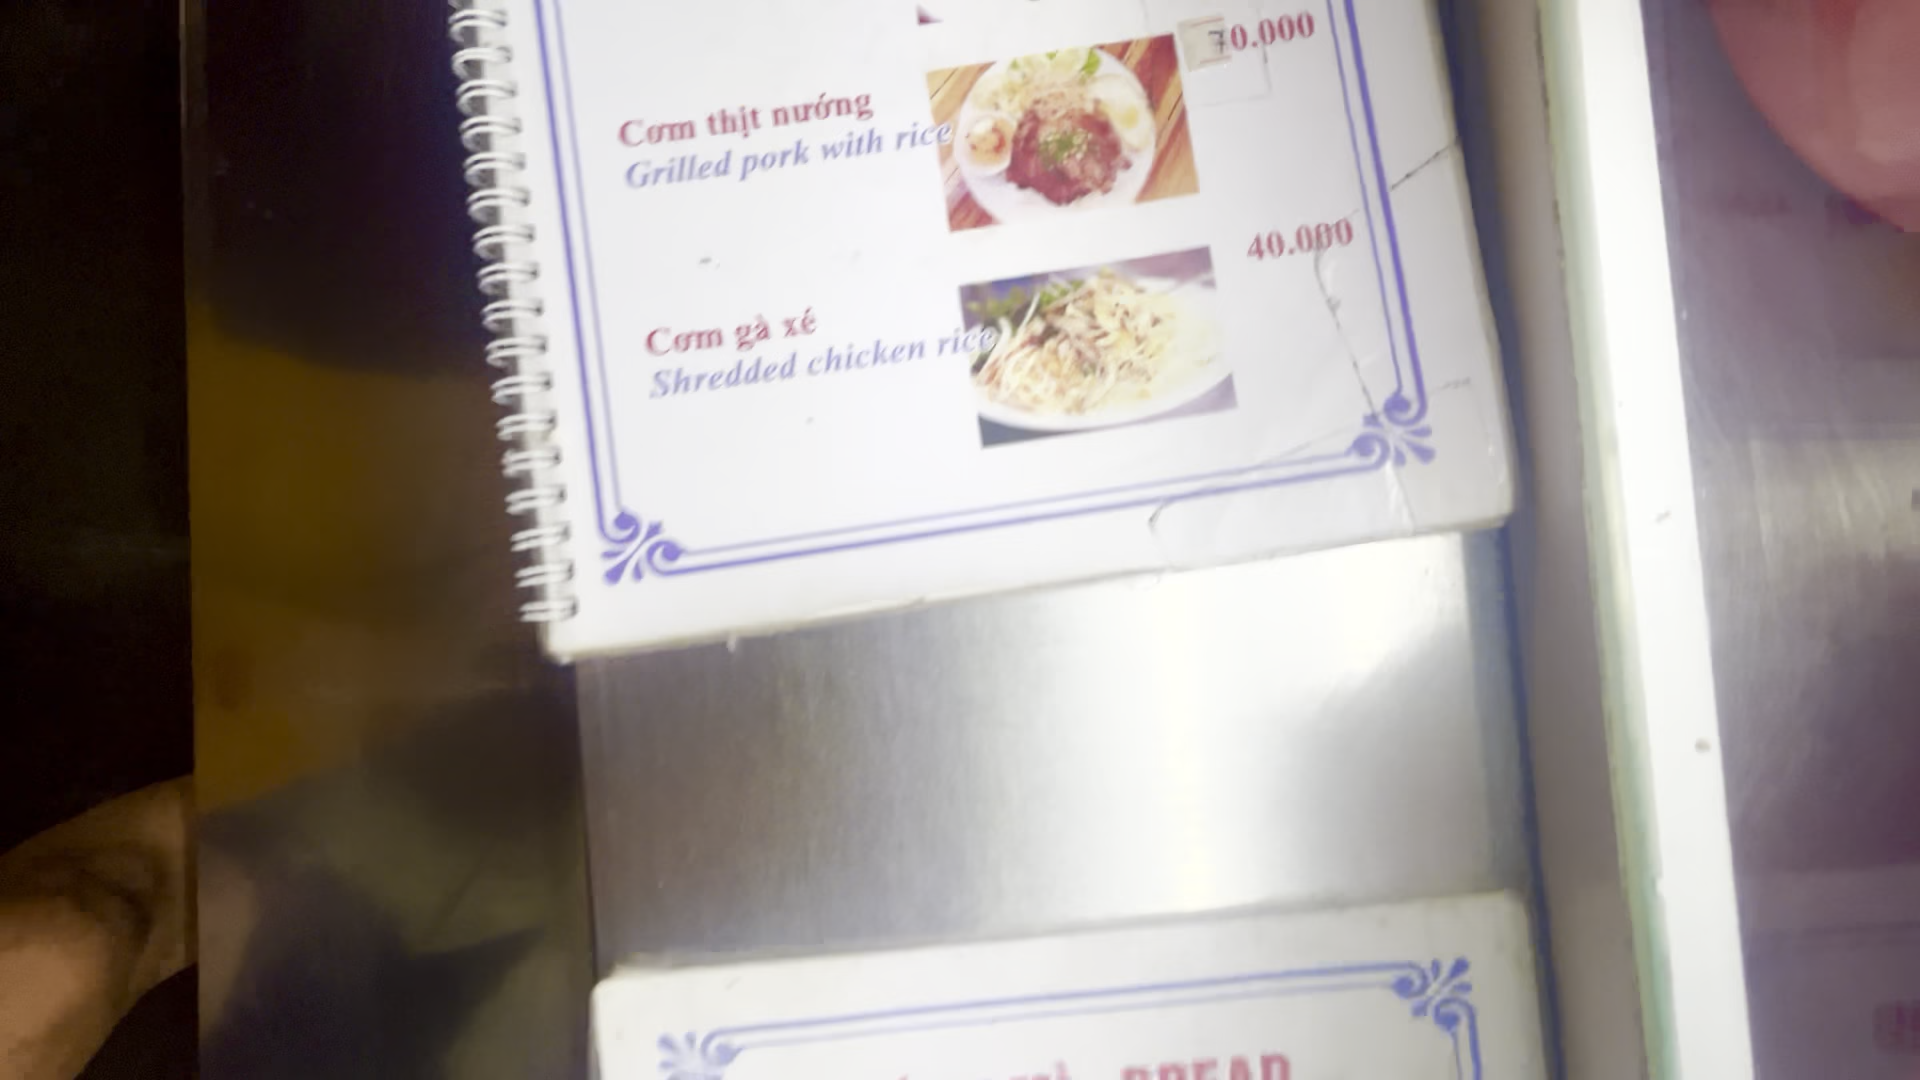 70.000
Cơm thịt nướng
Grilled pork with rice
40.000
Cơm gà xé
Shredded chicken rice
BREAD